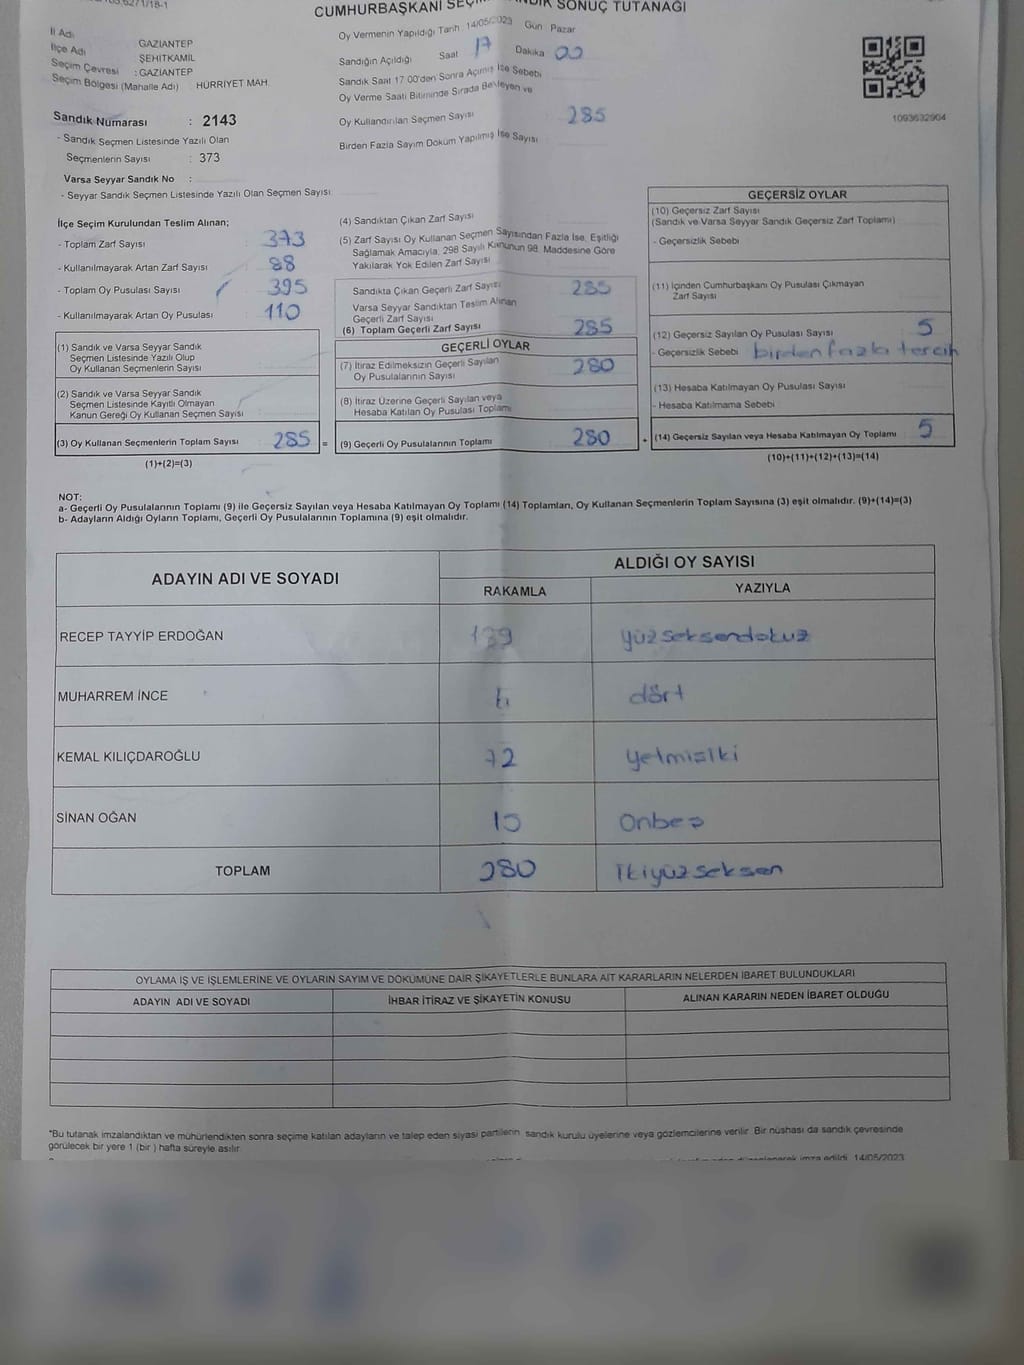 CUMHURBAŞKANI SONUÇ TUTANAĞI
İl Adı : GAZİANTEP
İlçe Adı ŞEHİTKAMİL
Seçim Çevresi : GAZİANTEP
Seçim Bölgesi (Mahalle Adı) : HÜRRİYET MAH.
Oy Vermenin Yapıldığı Tarih 14/05/2023 Gün Pazar
Sandığın Açıldığı Saat 17 Dakika 00
Sandık Saat 17:00'den Sonra Açılmış İse Sebebi
Oy Verme Saati Bitiminde Sırada Bekleyen ve
Oy Kullandırılan Seçmen Sayısı : 285
Birden Fazla Sayım Döküm Yapılmış İse Sayısı
1093632904
Sandık Numarası : 2143
- Sandık Seçmen Listesinde Yazılı Olan
Seçmenlerin Sayısı : 373
Varsa Seyyar Sandık No :
- Seyyar Sandık Seçmen Listesinde Yazılı Olan Seçmen Sayısı:
İlçe Seçim Kurulundan Teslim Alınan;
- Toplam Zarf Sayısı : 373
- Kullanılmayarak Artan Zarf Sayısı : 88
- Toplam Oy Pusulası Sayısı : 395
- Kullanılmayarak Artan Oy Pusulası : 110
(1) Sandık ve Varsa Seyyar Sandık
Seçmen Listesinde Yazılı Olup
Oy Kullanan Seçmenlerin Sayısı
(2) Sandık ve Varsa Seyyar Sandık
Seçmen Listesinde Kayıtlı Olmayan
Kanun Gereği Oy Kullanan Seçmen Sayısı
(3) Oy Kullanan Seçmenlerin Toplam Sayısı : 285 =
(1)+(2)=(3)
(4) Sandıktan Çıkan Zarf Sayısı
(5) Zarf Sayısı Oy Kullanan Seçmen Sayısından Fazla İse, Eşitliği
Sağlamak Amacıyla, 298 Sayılı Kanunun 98. Maddesine Göre
Yakılarak Yok Edilen Zarf Sayısı
Sandıkta Çıkan Geçerli Zarf Sayısı 285
Varsa Seyyar Sandıktan Teslim Alınan
Geçerli Zarf Sayısı
(6) Toplam Geçerli Zarf Sayısı 285
GEÇERLİ OYLAR
(7) İtiraz Edilmeksizin Geçerli Sayılan
Oy Pusulalarının Sayısı 280
(8) İtiraz Üzerine Geçerli Sayılan veya
Hesaba Katılan Oy Pusulası Toplamı
(9) Geçerli Oy Pusulalarının Toplamı 280 +
GEÇERSİZ OYLAR
(10) Geçersiz Zarf Sayısı
(Sandık ve Varsa Seyyar Sandık Geçersiz Zarf Toplamı)
- Geçersizlik Sebebi
(11) İçinden Cumhurbaşkanı Oy Pusulası Çıkmayan
Zarf Sayısı
(12) Geçersiz Sayılan Oy Pusulası Sayısı 5
- Geçersizlik Sebebi birden fazla tercih
(13) Hesaba Katılmayan Oy Pusulası Sayısı
- Hesaba Katılmama Sebebi
(14) Geçersiz Sayılan veya Hesaba Katılmayan Oy Toplamı 5
(10)+(11)+(12)+(13)=(14)
NOT:
a- Geçerli Oy Pusulalarının Toplamı (9) ile Geçersiz Sayılan veya Hesaba Katılmayan Oy Toplamı (14) Toplamları, Oy Kullanan Seçmenlerin Toplam Sayısına (3) eşit olmalıdır. (9)+(14)=(3)
b- Adayların Aldığı Oyların Toplamı, Geçerli Oy Pusulalarının Toplamına (9) eşit olmalıdır.
ADAYIN ADI VE SOYADI ALDIĞI OY SAYISI
RAKAMLA YAZIYLA
RECEP TAYYİP ERDOĞAN 189 yüzseksendokuz
MUHARREM İNCE 4 dört
KEMAL KILIÇDAROĞLU 72 yetmişiki
SİNAN OĞAN 15 Onbeş
TOPLAM 280 İkiyüzseksen
OYLAMA İŞ VE İŞLEMLERİNE VE OYLARIN SAYIM VE DÖKÜMÜNE DAİR ŞİKAYETLERLE BUNLARA AİT KARARLARIN NELERDEN İBARET BULUNDUKLARI
ADAYIN ADI VE SOYADI İHBAR İTİRAZ VE ŞİKAYETİN KONUSU ALINAN KARARIN NEDEN İBARET OLDUĞU
*Bu tutanak imzalandıktan ve mühürlendikten sonra seçime katılan adayların ve talep eden siyasi partilerin, sandık kurulu üyelerine veya gözlemcilerine verilir. Bir nüshası da sandık çevresinde
görülecek bir yere 1 (bir ) hafta süreyle asılır.
imza edildi. 14/05/2023